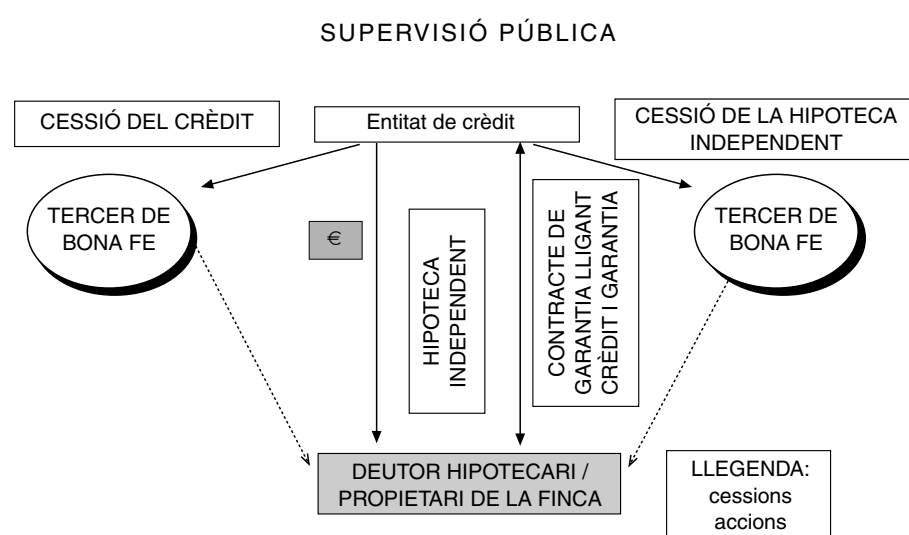 SUPERVISIÓ PÚBLICA
CESSIÓ DEL CRÈDIT
Entitat de crèdit
CESSIÓ DE LA HIPOTECA
INDEPENDENT
TERCER DE
BONA FE
€
HIPOTECA
INDEPENDENT
CONTRACTE DE
GARANTIA LLIGANT
CRÈDIT I GARANTIA
TERCER DE
BONA FE
DEUTOR HIPOTECARI /
PROPIETARI DE LA FINCA
LLEGENDA:
cessions
accions